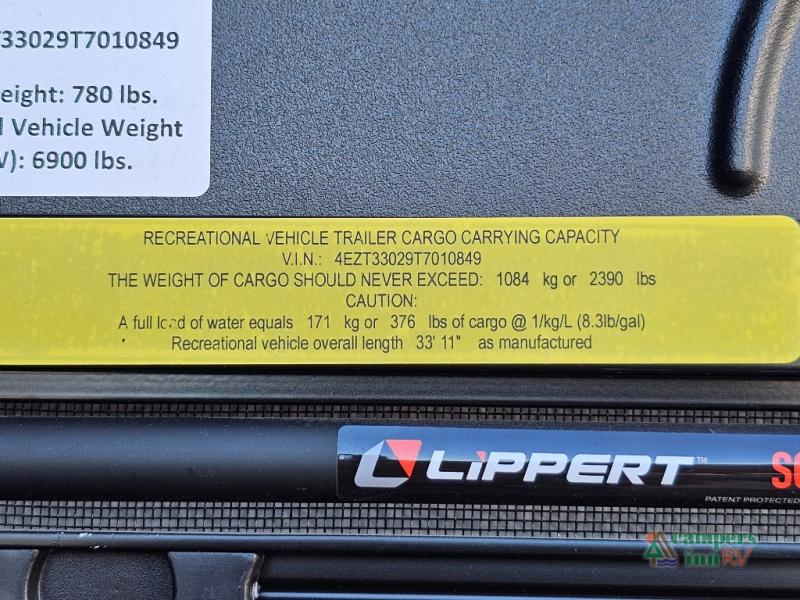 33029T7010849
eight: 780 lbs.
Vehicle Weight
): 6900 lbs.
RECREATIONAL VEHICLE TRAILER CARGO CARRYING CAPACITY
V.I.N.: 4EZT33029T7010849
THE WEIGHT OF CARGO SHOULD NEVER EXCEED: 1084 kg or 2390 lbs
CAUTION:
A full load of water equals 171 kg or 376 lbs of cargo @ 1/kg/L (8.3lb/gal)
Recreational vehicle overall length 33' 11" as manufactured
LIPPERT™
PATENT PROTECTED
Campers
inn RV